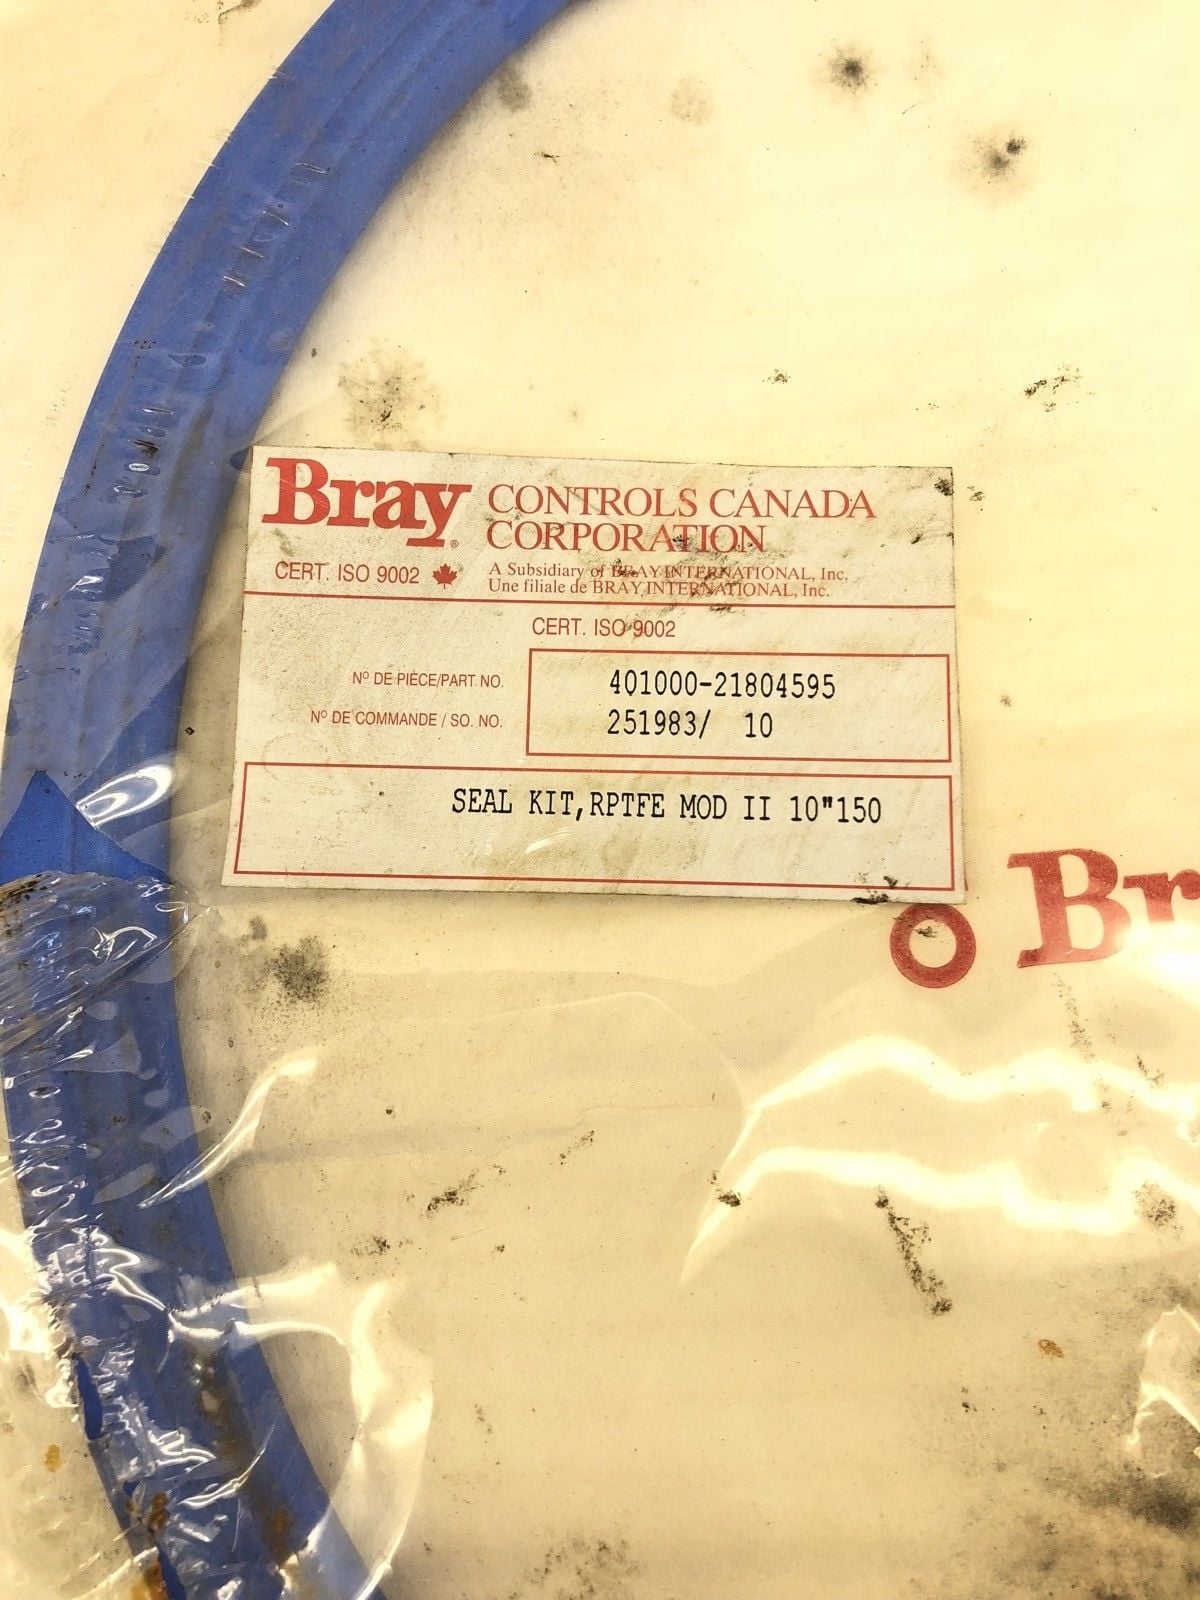 Bray® CONTROLS CANADA
CORPORATION
CERT. ISO 9002
A Subsidiary of BRAY INTERNATIONAL, Inc.
Une filiale de BRAY INTERNATIONAL, Inc.
CERT. ISO 9002
Nº DE PIÈCE/PART NO. 401000-21804595
Nº DE COMMANDE / SO. NO. 251983/ 10
SEAL KIT,RPTFE MOD II 10"150
Br